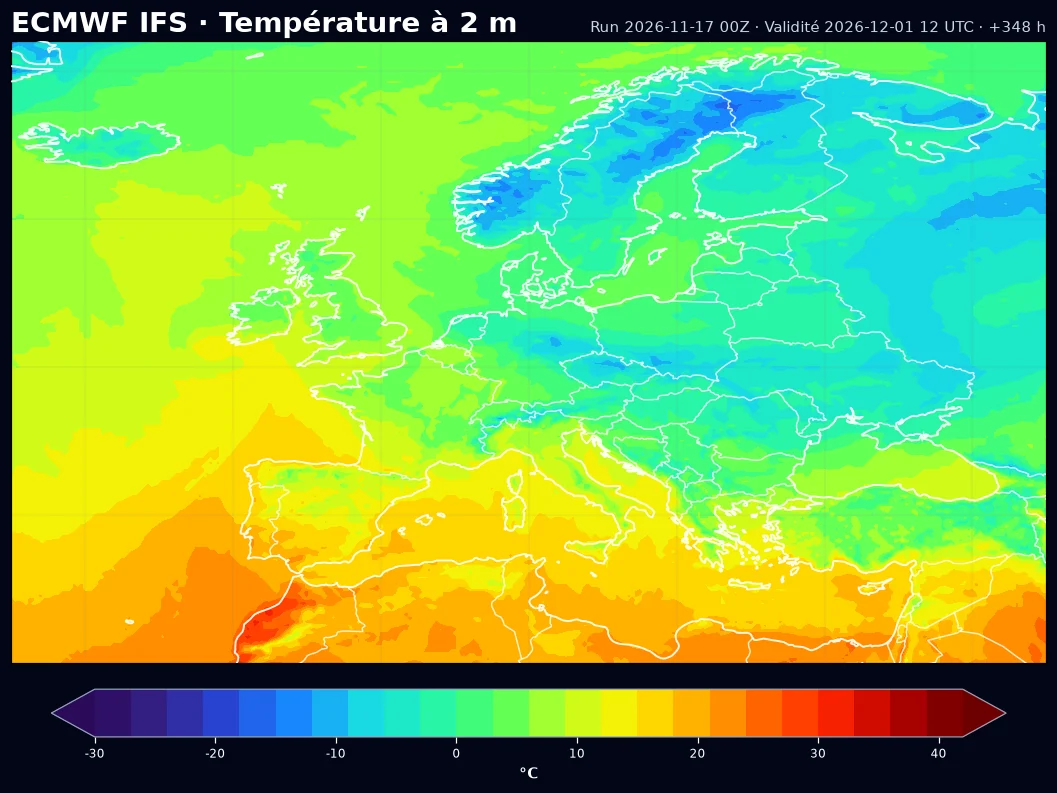 ECMWF IFS · Température à 2 m
Run 2026-11-17 00Z · Validité 2026-12-01 12 UTC · +348 h
-30 -20 -10 0 10 20 30 40
°C